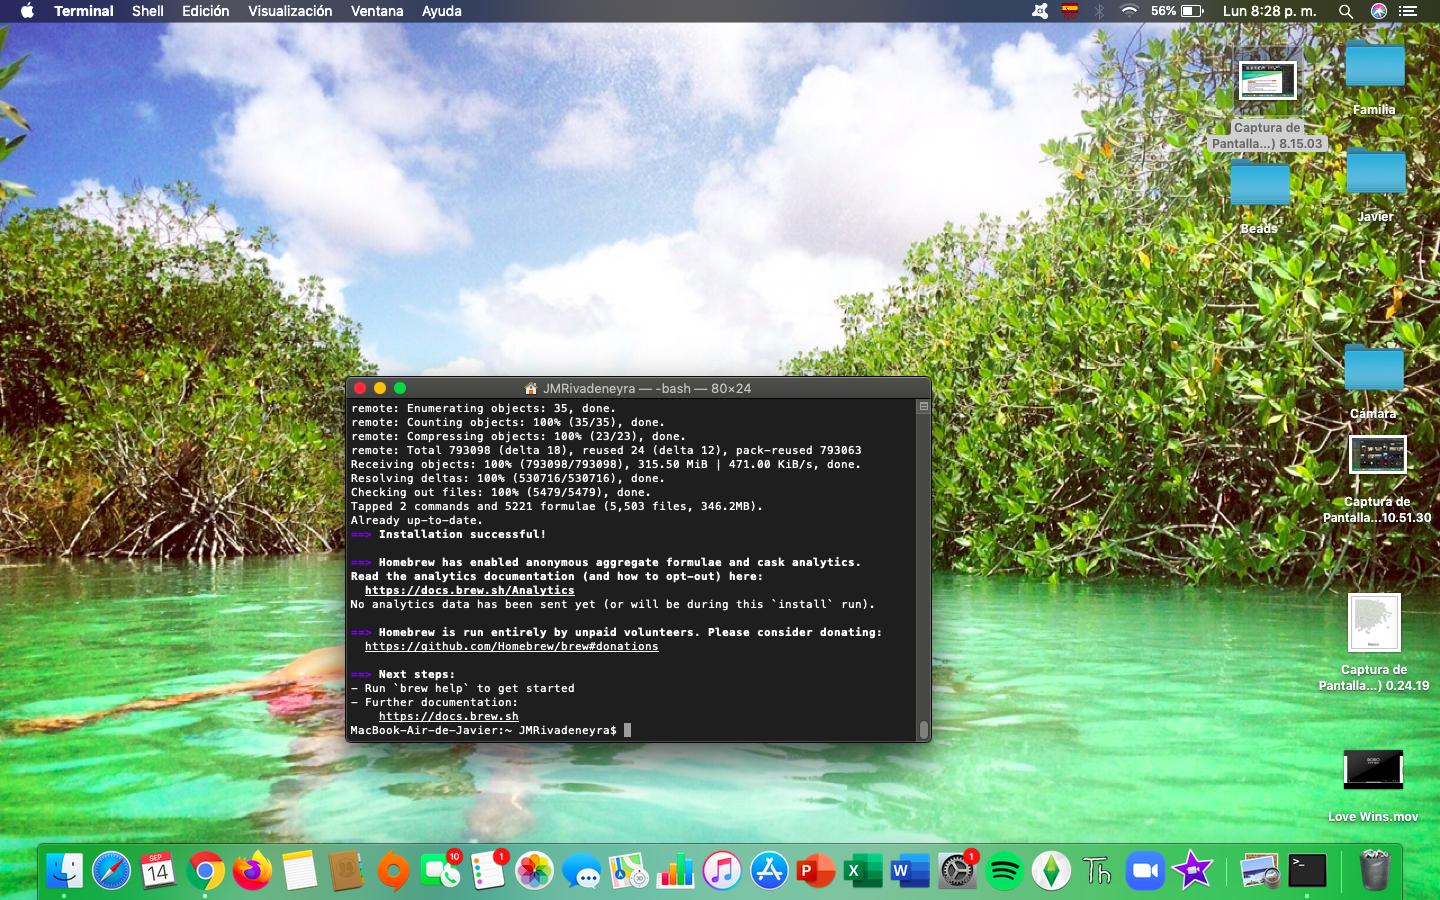 Terminal Shell Edición Visualización Ventana Ayuda
56% Lun 8:28 p. m.
Familia
Captura de
Pantalla...) 8.15.03
Javier
Beads
Cámara
Captura de
Pantalla...10.51.30
Captura de
Pantalla...) 0.24.19
Love Wins.mov
JMRivadeneyra — -bash — 80×24
remote: Enumerating objects: 35, done.
remote: Counting objects: 100% (35/35), done.
remote: Compressing objects: 100% (23/23), done.
remote: Total 793098 (delta 18), reused 24 (delta 12), pack-reused 793063
Receiving objects: 100% (793098/793098), 315.50 MiB | 471.00 KiB/s, done.
Resolving deltas: 100% (530716/530716), done.
Checking out files: 100% (5479/5479), done.
Tapped 2 commands and 5221 formulae (5,503 files, 346.2MB).
Already up-to-date.
==> Installation successful!
==> Homebrew has enabled anonymous aggregate formulae and cask analytics.
Read the analytics documentation (and how to opt-out) here:
https://docs.brew.sh/Analytics
No analytics data has been sent yet (or will be during this `install` run).
==> Homebrew is run entirely by unpaid volunteers. Please consider donating:
https://github.com/Homebrew/brew#donations
==> Next steps:
- Run `brew help` to get started
- Further documentation:
https://docs.brew.sh
MacBook-Air-de-Javier:~ JMRivadeneyra$
SEP
14
10
1
P
X
W
1
Th
>_